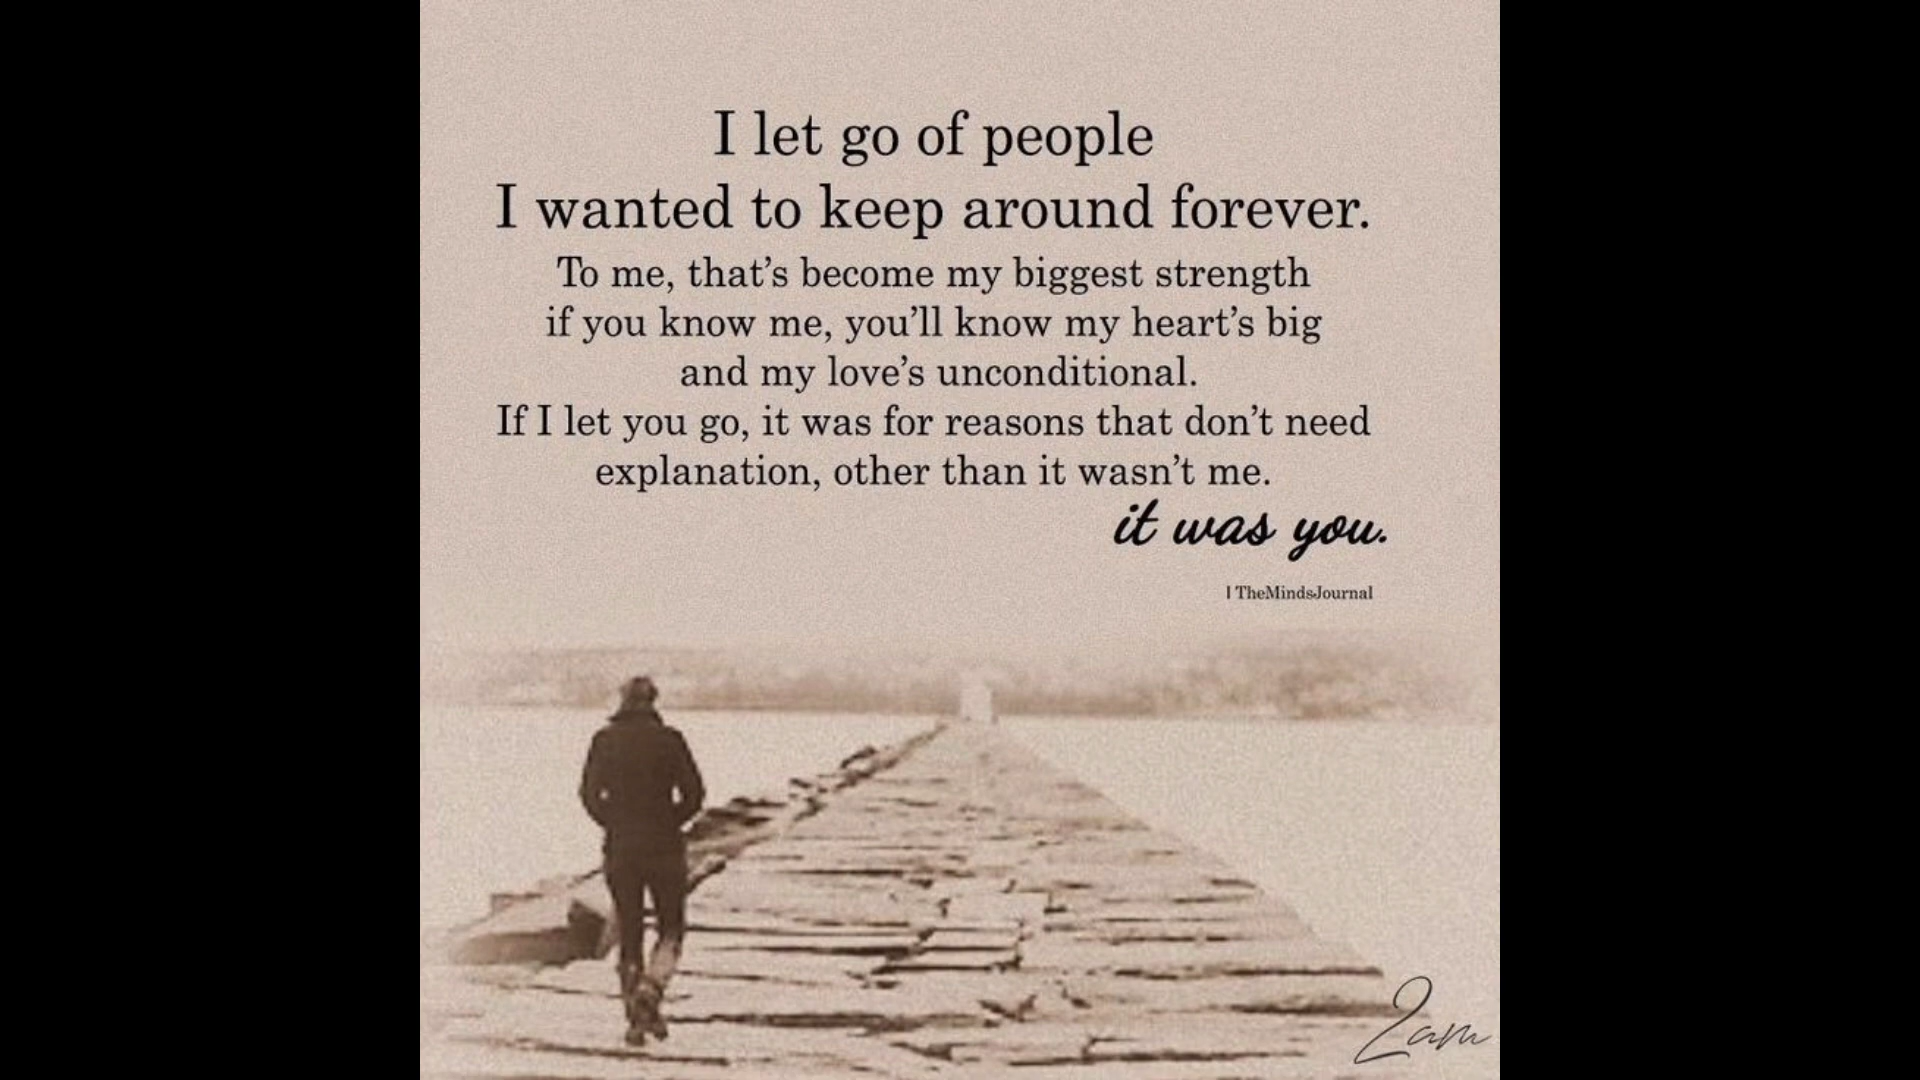 I let go of people
I wanted to keep around forever.
To me, that's become my biggest strength
if you know me, you'll know my heart's big
and my love's unconditional.
If I let you go, it was for reasons that don't need
explanation, other than it wasn't me.
it was you.
| TheMindsJournal
2am